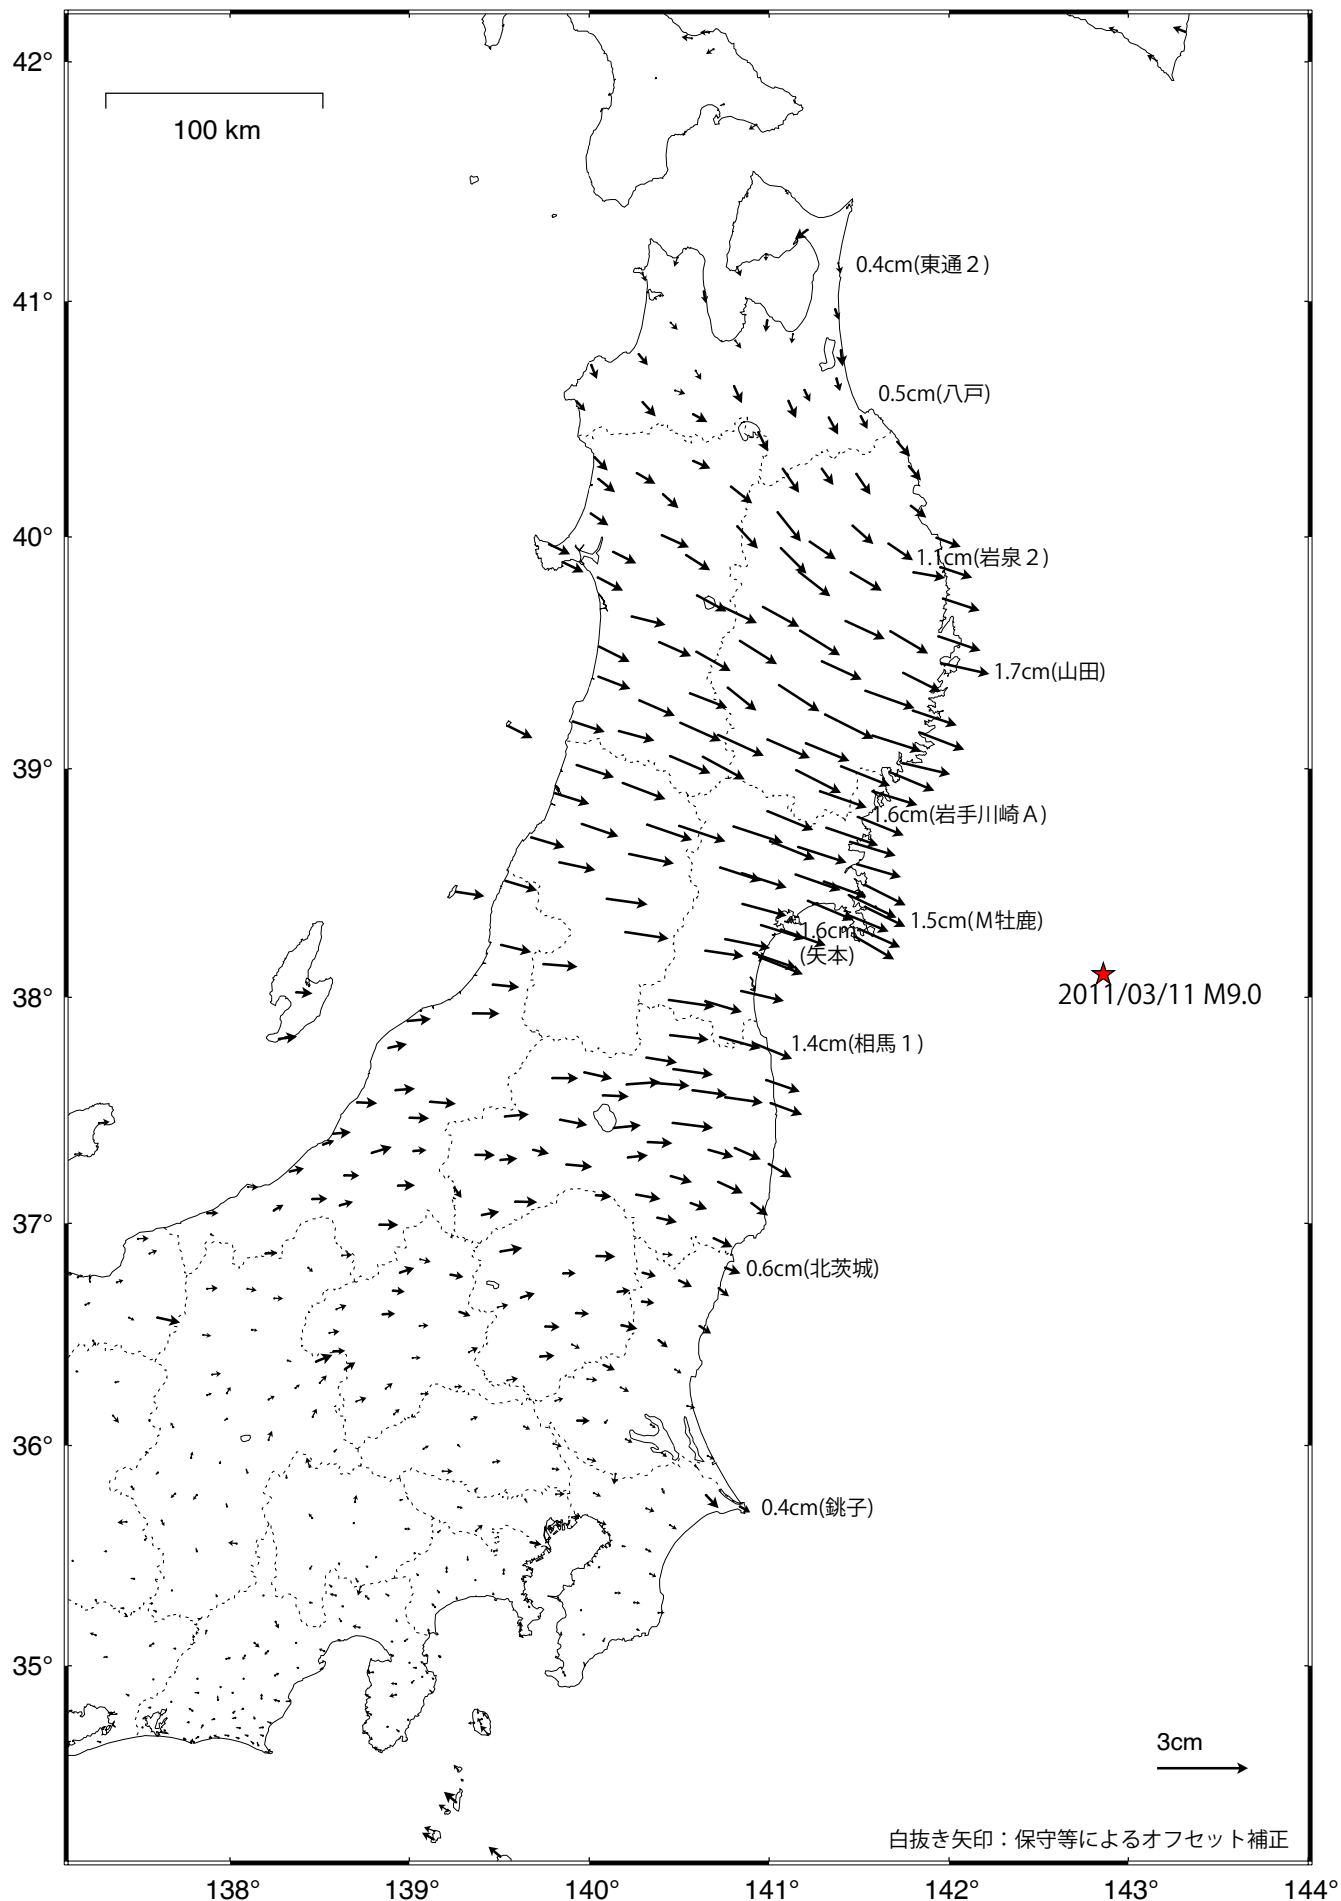 42°
100 km
0.4cm(東通２)
41°
0.5cm(八戸)
40°
1.1cm(岩泉２)
1.7cm(山田)
39°
1.6cm(岩手川崎Ａ)
1.5cm(M牡鹿)
1.6cm
(矢本)
38°
2011/03/11 M9.0
1.4cm(相馬１)
37°
0.6cm(北茨城)
36°
0.4cm(銚子)
35°
3cm
白抜き矢印：保守等によるオフセット補正
138°
139°
140°
141°
142°
143°
144°